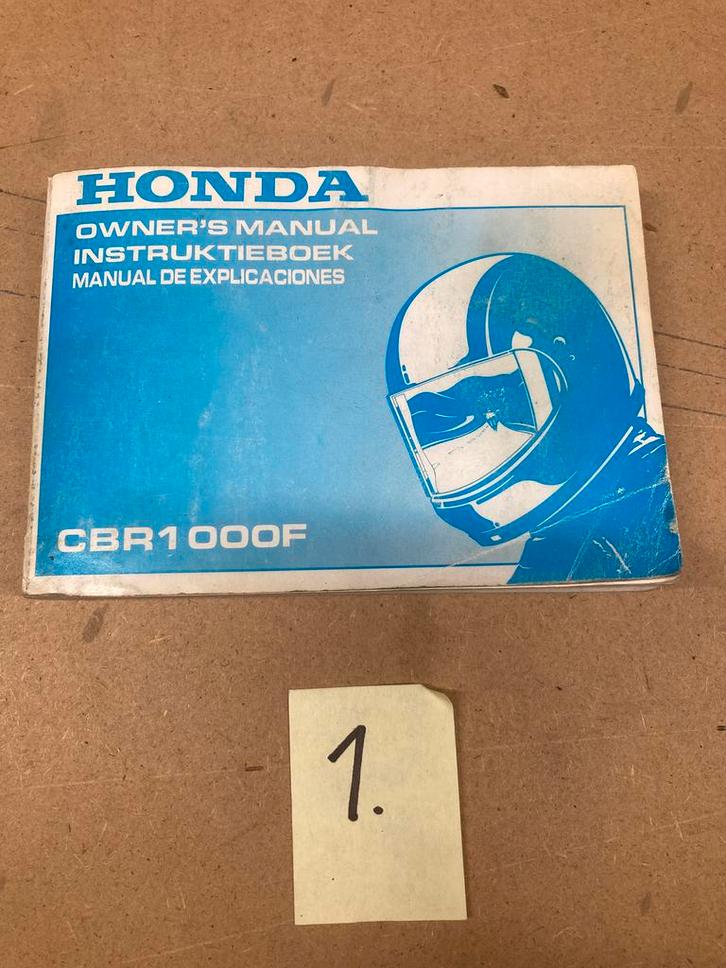 HONDA
OWNER'S MANUAL
INSTRUKTIEBOEK
MANUAL DE EXPLICACIONES
CBR1000F
1.